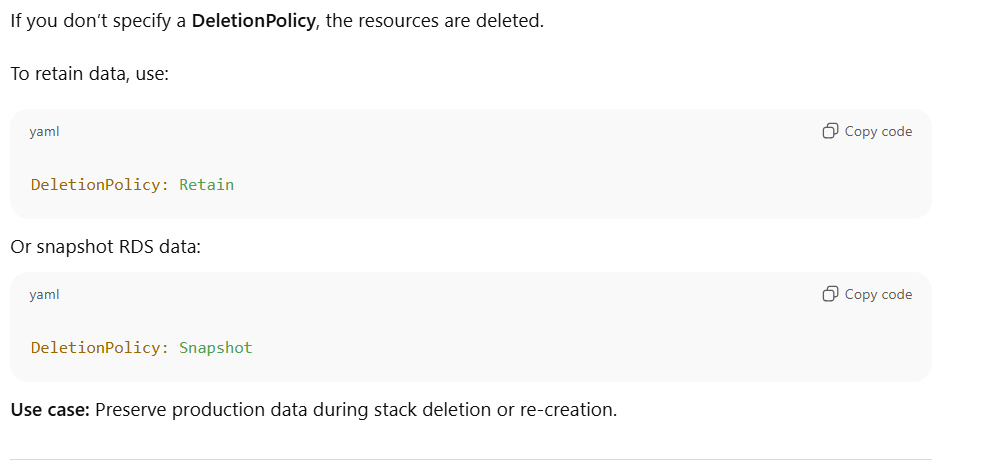 If you don’t specify a DeletionPolicy, the resources are deleted.
To retain data, use:
yaml
Copy code
DeletionPolicy: Retain
Or snapshot RDS data:
yaml
Copy code
DeletionPolicy: Snapshot
Use case: Preserve production data during stack deletion or re-creation.